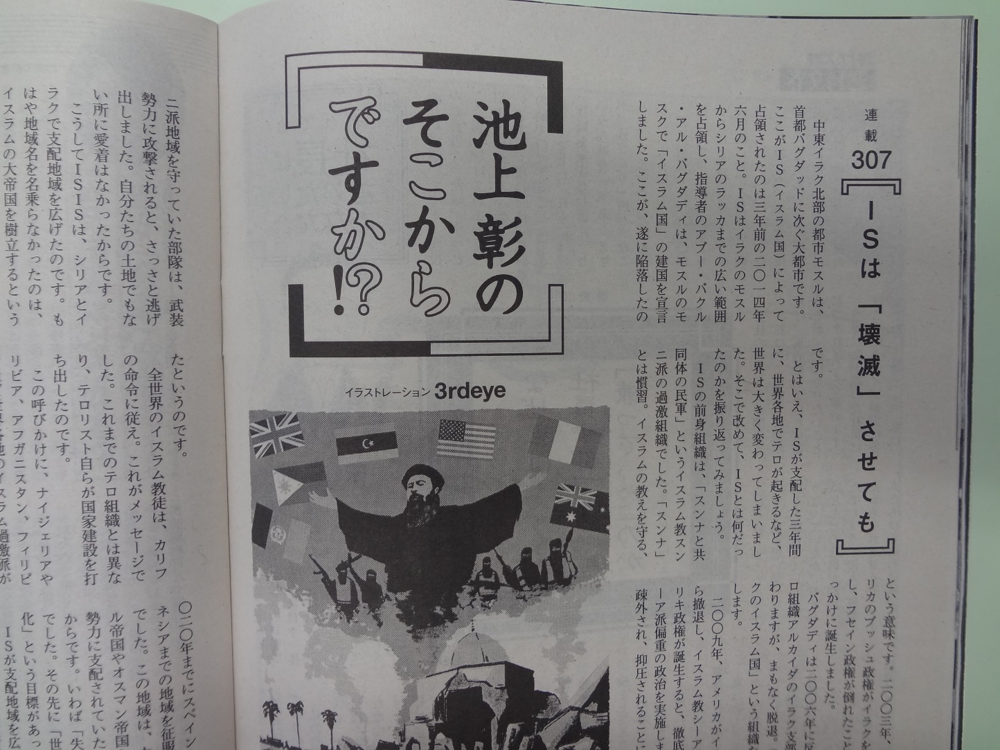 連載
307
ISは「壊滅」させても
池上彰の
そこから
ですか!?
イラストレーション 3rdeye
中東イラク北部の都市モスルは、
首都バグダッドに次ぐ大都市です。
ここがIS(イスラム国)によって
占領されたのは三年前の二〇一四年
六月のこと。ISはイラクのモスル
からシリアのラッカまでの広い範囲
を占領し、指導者のアブー・バクル
・アル・バグダディは、モスルのモ
スクで「イスラム国」の建国を宣言
しました。ここが、遂に陥落したの
です。
とはいえ、ISが支配した三年間
に、世界各地でテロが起きるなど、
世界は大きく変わってしまいまし
た。そこで改めて、ISとは何だっ
たのかを振り返ってみましょう。
ISの前身組織は、「スンナと共
同体の民軍」というイスラム教スン
ニ派の過激組織でした。「スンナ」
とは慣習。イスラムの教えを守る、
という意味です。二〇〇三年、
リカのブッシュ政権がイラクを
し、フセイン政権が倒れたこと
っかけに誕生しました。
バグダディは二〇〇六年に反
ロ組織アルカイダのイラク支部
わりますが、まもなく脱退。
クのイスラム国」という組織
します。
二〇〇九年、アメリカがイ
ら撤退し、イスラム教シーア
リキ政権が誕生すると、徹底
ーア派偏重の政治を実施しま
疎外され、抑圧されることに
ニ派地域を守っていた部隊は、武装
勢力に攻撃されると、さっさと逃げ
出しました。自分たちの土地でもな
い所に愛着はなかったからです。
こうしてISISは、シリアとイ
ラクで支配地域を広げたのです。も
はや地域名を名乗らなかったのは、
イスラムの大帝国を樹立するという
たというのです。
全世界のイスラム教徒は、カリフ
の命令に従え。これがメッセージで
した。これまでのテロ組織とは異な
り、テロリスト自らが国家建設を打
ち出したのです。
この呼びかけに、ナイジェリアや
リビア、アフガニスタン、フィリピ
〇二〇年までにスペイン
ネシアまでの地域を征服
でした。この地域は、
ル帝国やオスマン帝国
勢力に支配されていた
からです。いわば「失
でした。その先に「世
化」という目標があっ
ISが支配地域を広